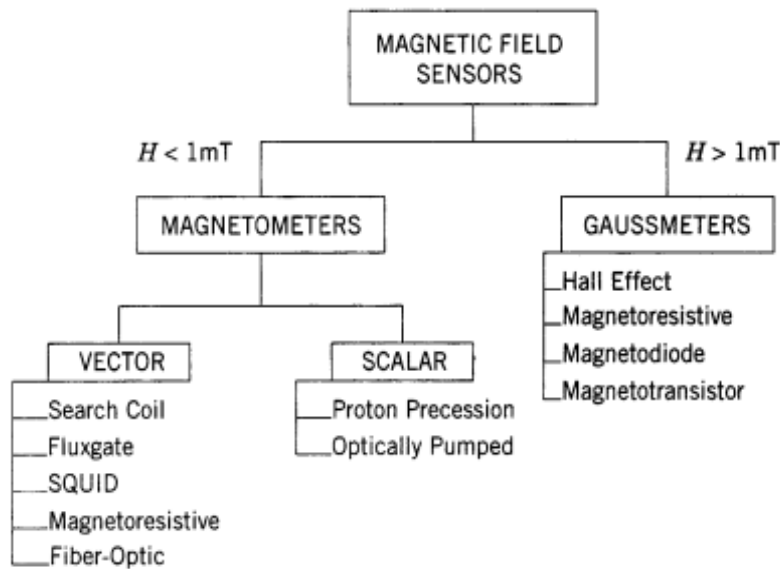 MAGNETIC FIELD
SENSORS
H < 1mT
H > 1mT
MAGNETOMETERS
GAUSSMETERS
Hall Effect
Magnetoresistive
Magnetodiode
Magnetotransistor
VECTOR
SCALAR
Search Coil
Fluxgate
SQUID
Magnetoresistive
Fiber-Optic
Proton Precession
Optically Pumped